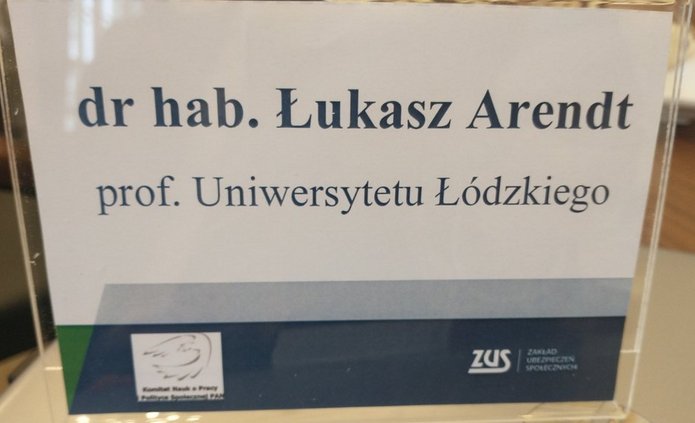 dr hab. Łukasz Arendt
prof. Uniwersytetu Łódzkiego
Komitet Nauk o Pracy
i Polityce Społecznej PAN
ZUS
ZAKŁAD
UBEZPIECZEŃ
SPOŁECZNYCH